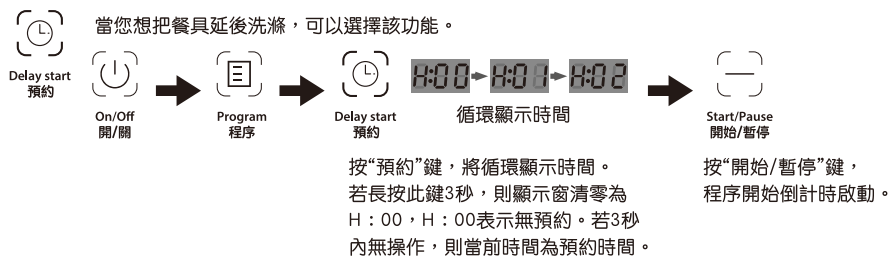 當您想把餐具延後洗滌，可以選擇該功能。
Delay start
預約
On/Off
開/關
Program
程序
Delay start
預約
H:00 H:01 H:02
循環顯示時間
Start/Pause
開始/暫停
按“預約”鍵，將循環顯示時間。
若長按此鍵3秒，則顯示窗清零為
H：00，H：00表示無預約。若3秒
內無操作，則當前時間為預約時間。
按“開始/暫停”鍵，
程序開始倒計時啟動。